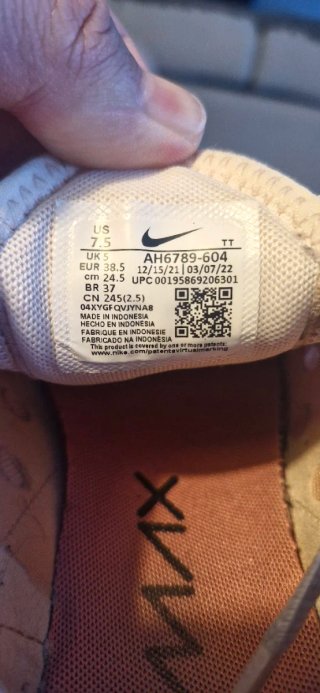 US
7.5
TT
UK 5
AH6789-604
EUR 38.5
12/15/21 | 03/07/22
cm 24.5
UPC 00195869206301
BR 37
CN 245(2.5)
04XYGFQVJYNA8
MADE IN INDONESIA
HECHO EN INDONESIA
FABRIQUE EN INDONESIE
FABRICADO NA INDONÉSIA
This product is covered by one or more patents:
www.nike.com/patentsvirtualmarking